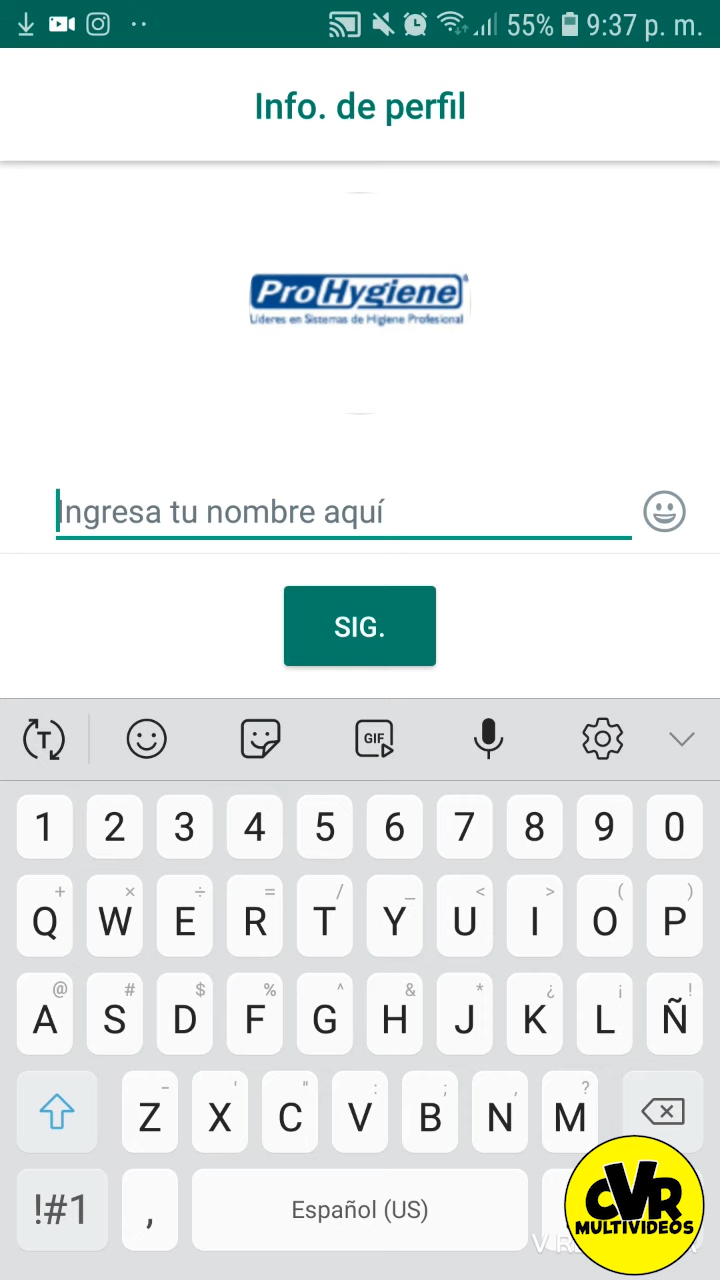 55% 9:37 p. m.
Info. de perfil
ProHygiene
Líderes en Sistemas de Higiene Profesional
Ingresa tu nombre aquí
SIG.
T GIF
1 2 3 4 5 6 7 8 9 0
+ × ÷ = / _ < > ( )
Q W E R T Y U I O P
@ # $ % ^ & * ¿ ¡ !
A S D F G H J K L Ñ
- ' " : ; , ?
Z X C V B N M
!#1 , Español (US)
CVR
MULTIVIDEOS